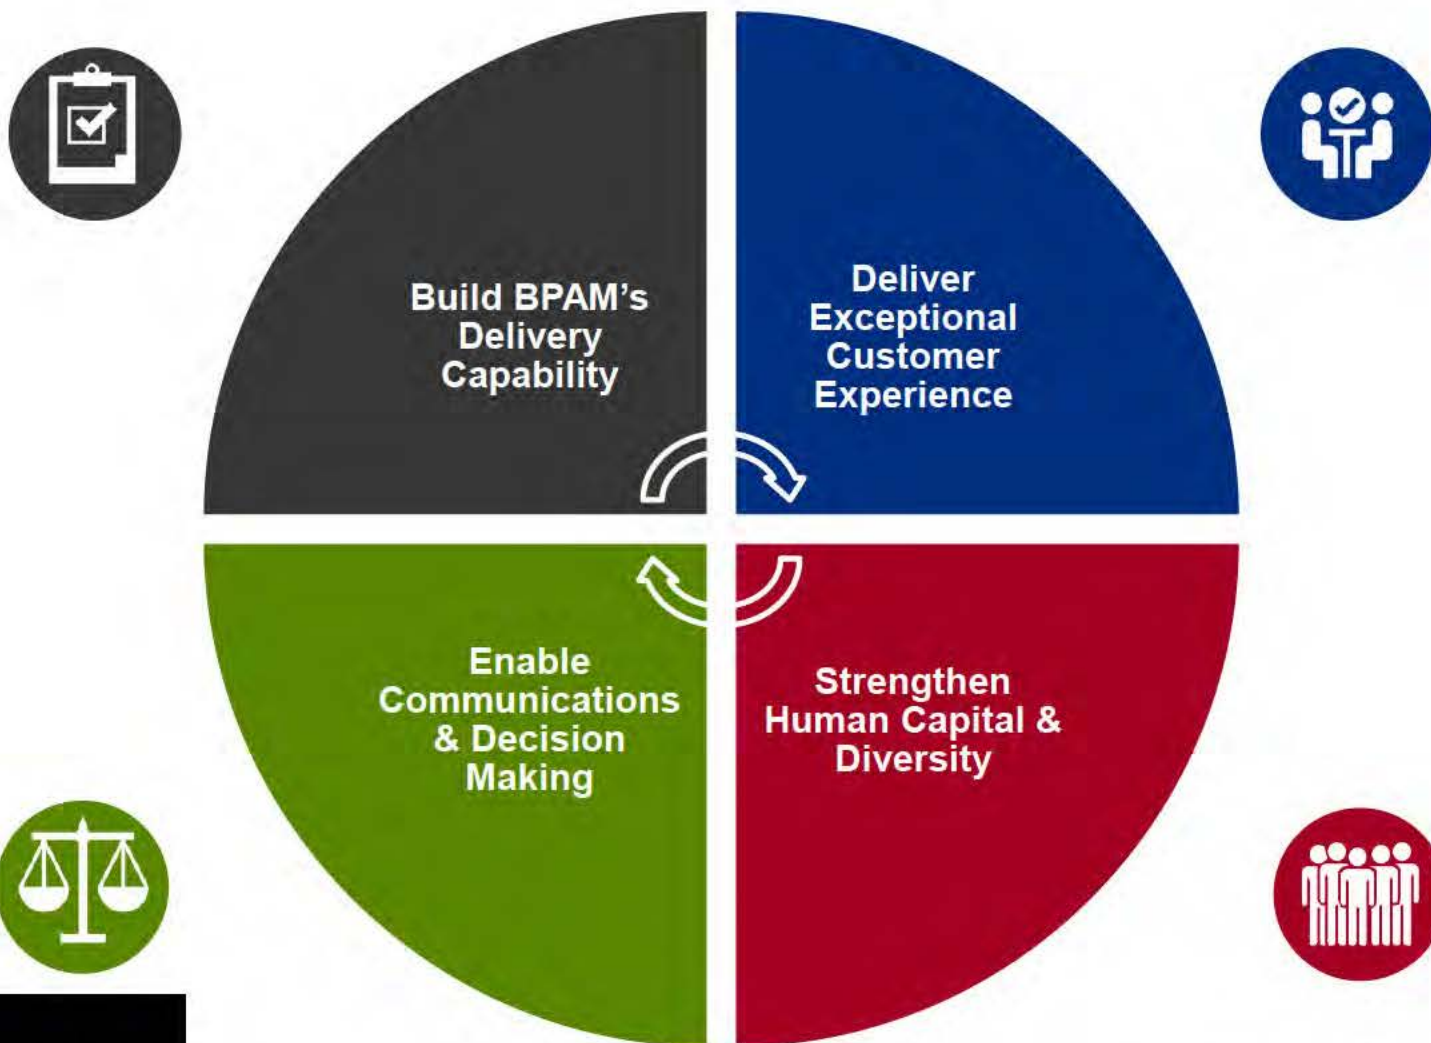 Build BPAM's
Delivery
Capability
Deliver
Exceptional
Customer
Experience
Enable
Communications
& Decision
Making
Strengthen
Human Capital &
Diversity